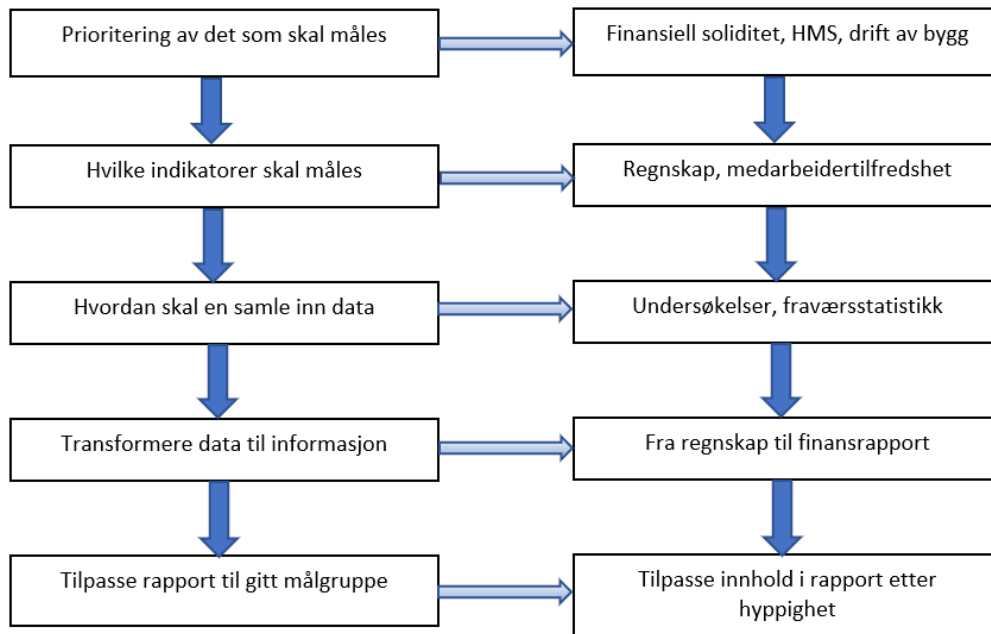 Prioritering av det som skal måles
Finansiell soliditet, HMS, drift av bygg
Hvilke indikatorer skal måles
Regnskap, medarbeidertilfredshet
Hvordan skal en samle inn data
Undersøkelser, fraværsstatistikk
Transformere data til informasjon
Fra regnskap til finansrapport
Tilpasse rapport til gitt målgruppe
Tilpasse innhold i rapport etter
hyppighet